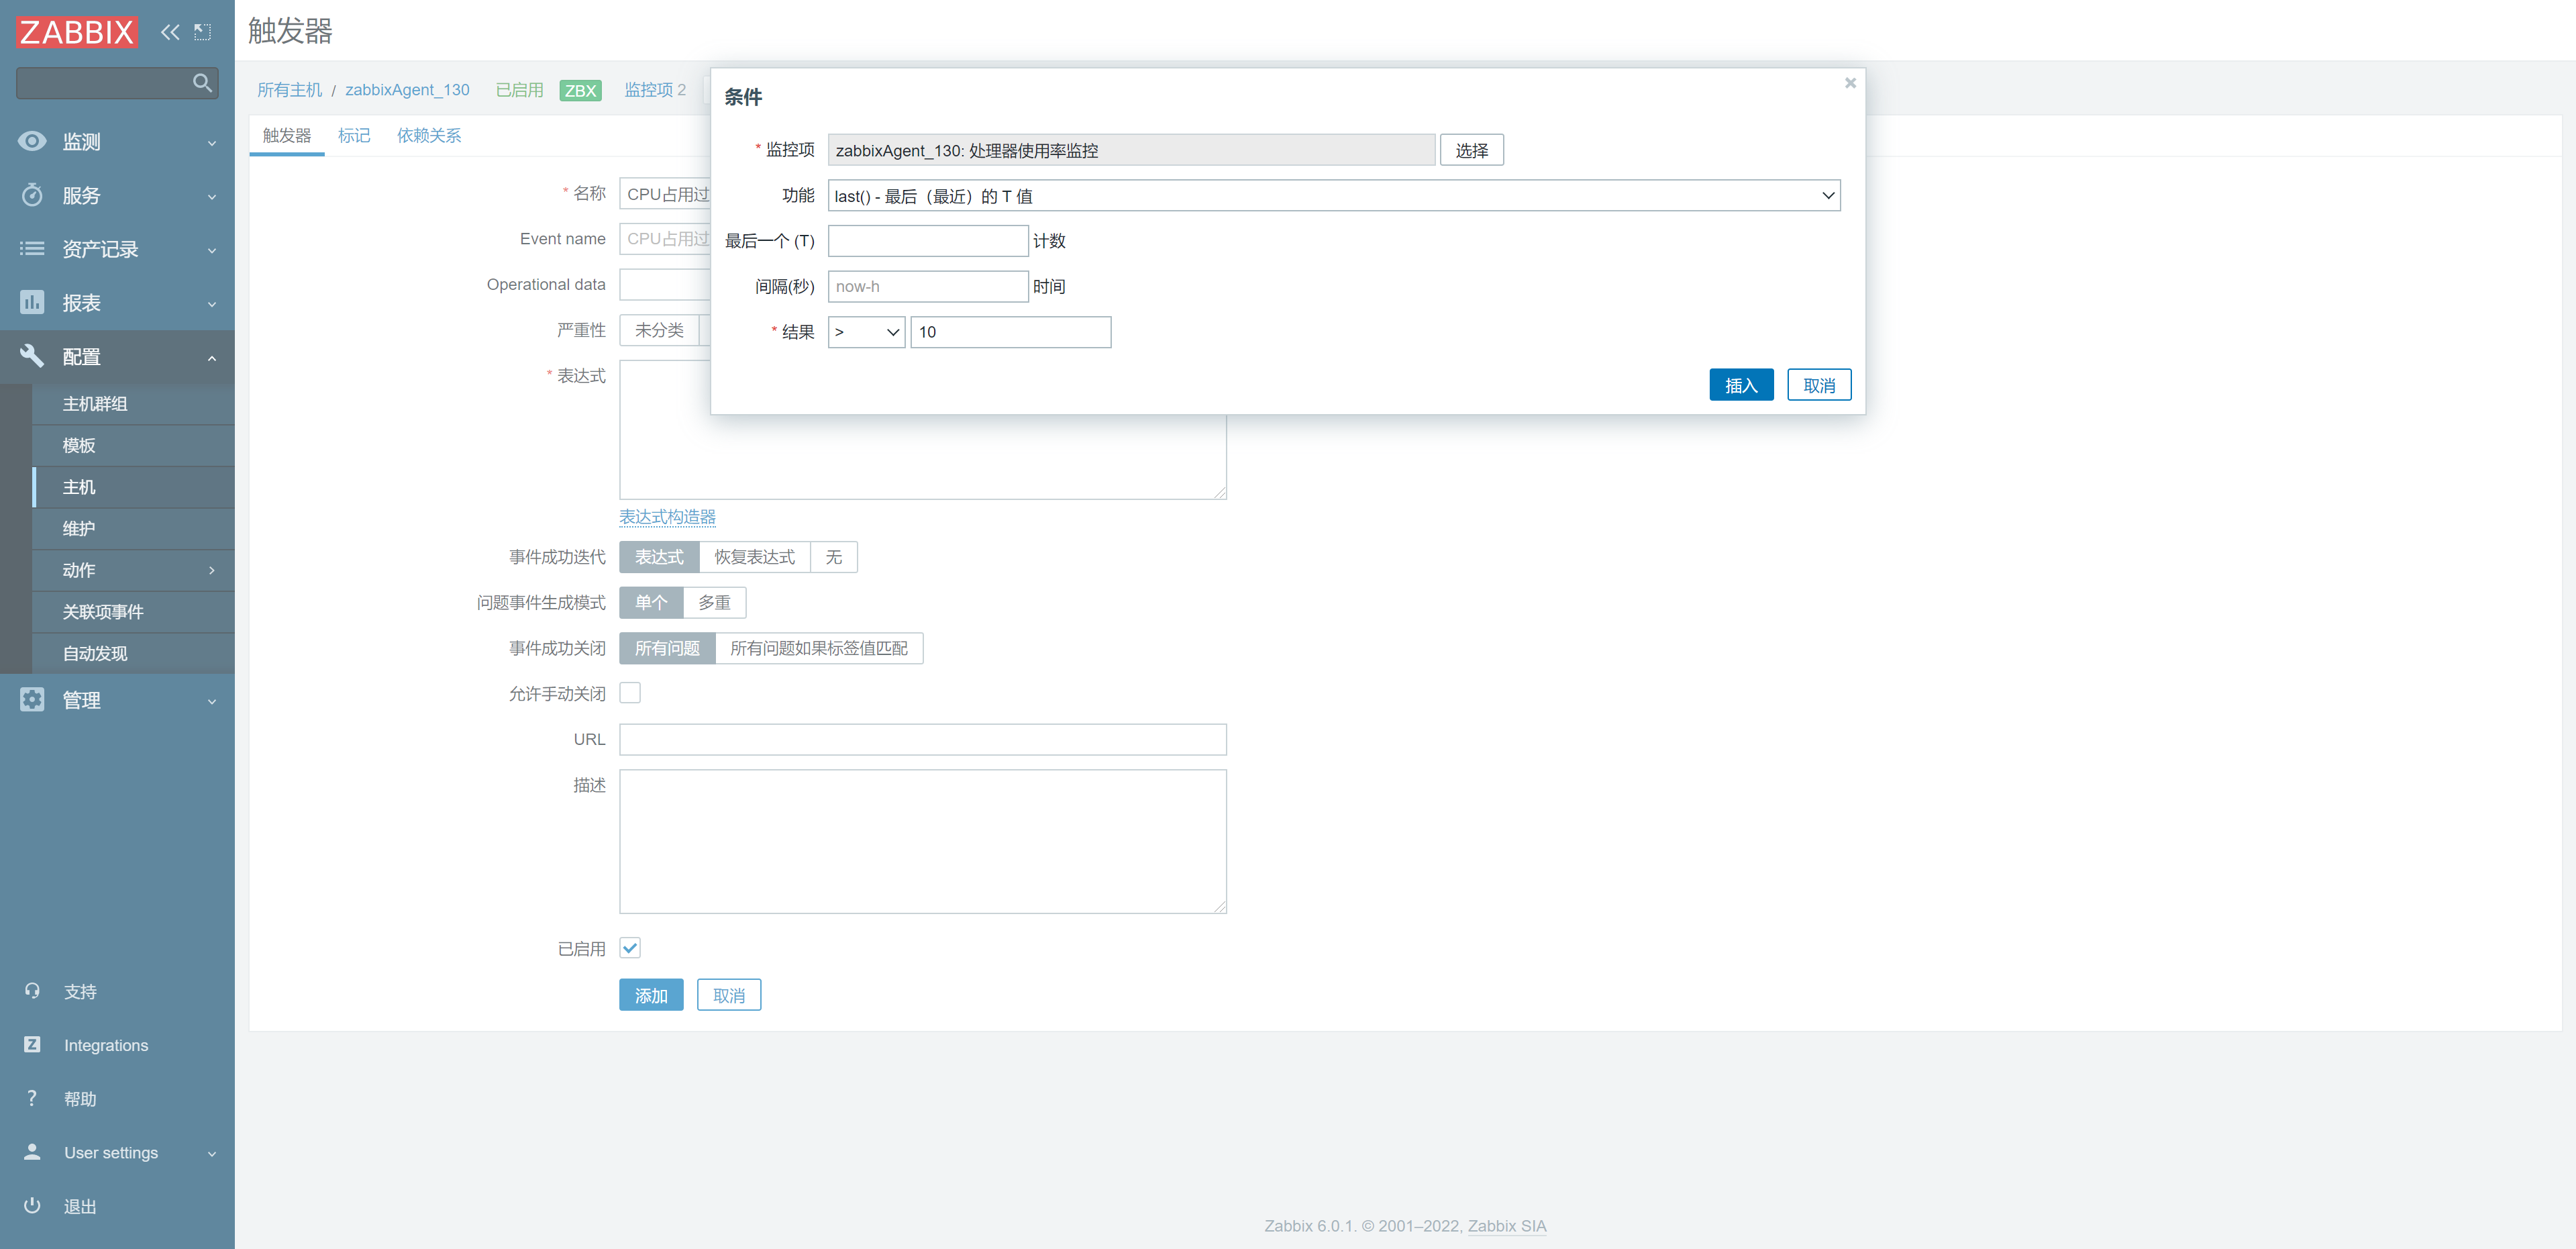 ZABBIX
监测
服务
资产记录
报表
配置
主机群组
模板
主机
维护
动作
关联项事件
自动发现
管理
支持
Integrations
帮助
User settings
退出
触发器
所有主机 / zabbixAgent_130 已启用 ZBX 监控项 2
触发器 标记 依赖关系
* 名称 CPU占用过
Event name CPU占用过
Operational data
严重性 未分类
* 表达式
表达式构造器
事件成功迭代 表达式 恢复表达式 无
问题事件生成模式 单个 多重
事件成功关闭 所有问题 所有问题如果标签值匹配
允许手动关闭
URL
描述
已启用
添加 取消
条件
* 监控项 zabbixAgent_130: 处理器使用率监控 选择
功能 last() - 最后（最近）的 T 值
最后一个 (T) 计数
间隔(秒) now-h 时间
* 结果 > 10
插入 取消
Zabbix 6.0.1. © 2001–2022, Zabbix SIA